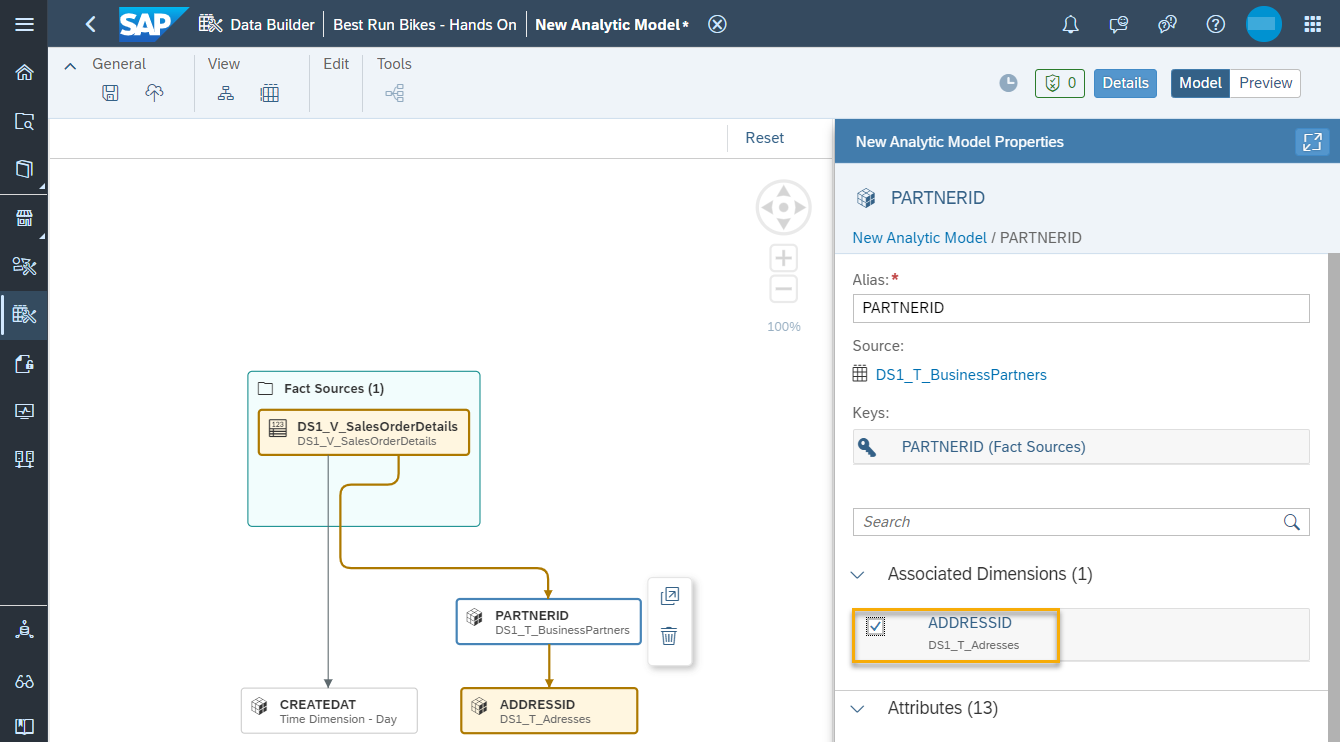 SAP
Data Builder
Best Run Bikes - Hands On
New Analytic Model*
General
View
Edit
Tools
0
Details
Model
Preview
Reset
100%
Fact Sources (1)
123
DS1_V_SalesOrderDetails
DS1_V_SalesOrderDetails
PARTNERID
DS1_T_BusinessPartners
CREATEDAT
Time Dimension - Day
ADDRESSID
DS1_T_Adresses
New Analytic Model Properties
PARTNERID
New Analytic Model / PARTNERID
Alias:*
PARTNERID
Source:
DS1_T_BusinessPartners
Keys:
PARTNERID (Fact Sources)
Search
Associated Dimensions (1)
ADDRESSID
DS1_T_Adresses
Attributes (13)